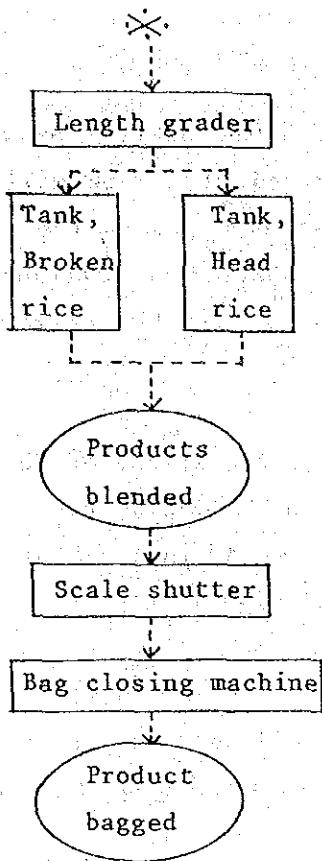 Length grader
Tank,
Broken
rice
Tank,
Head
rice
Products
blended
Scale shutter
Bag closing machine
Product
bagged